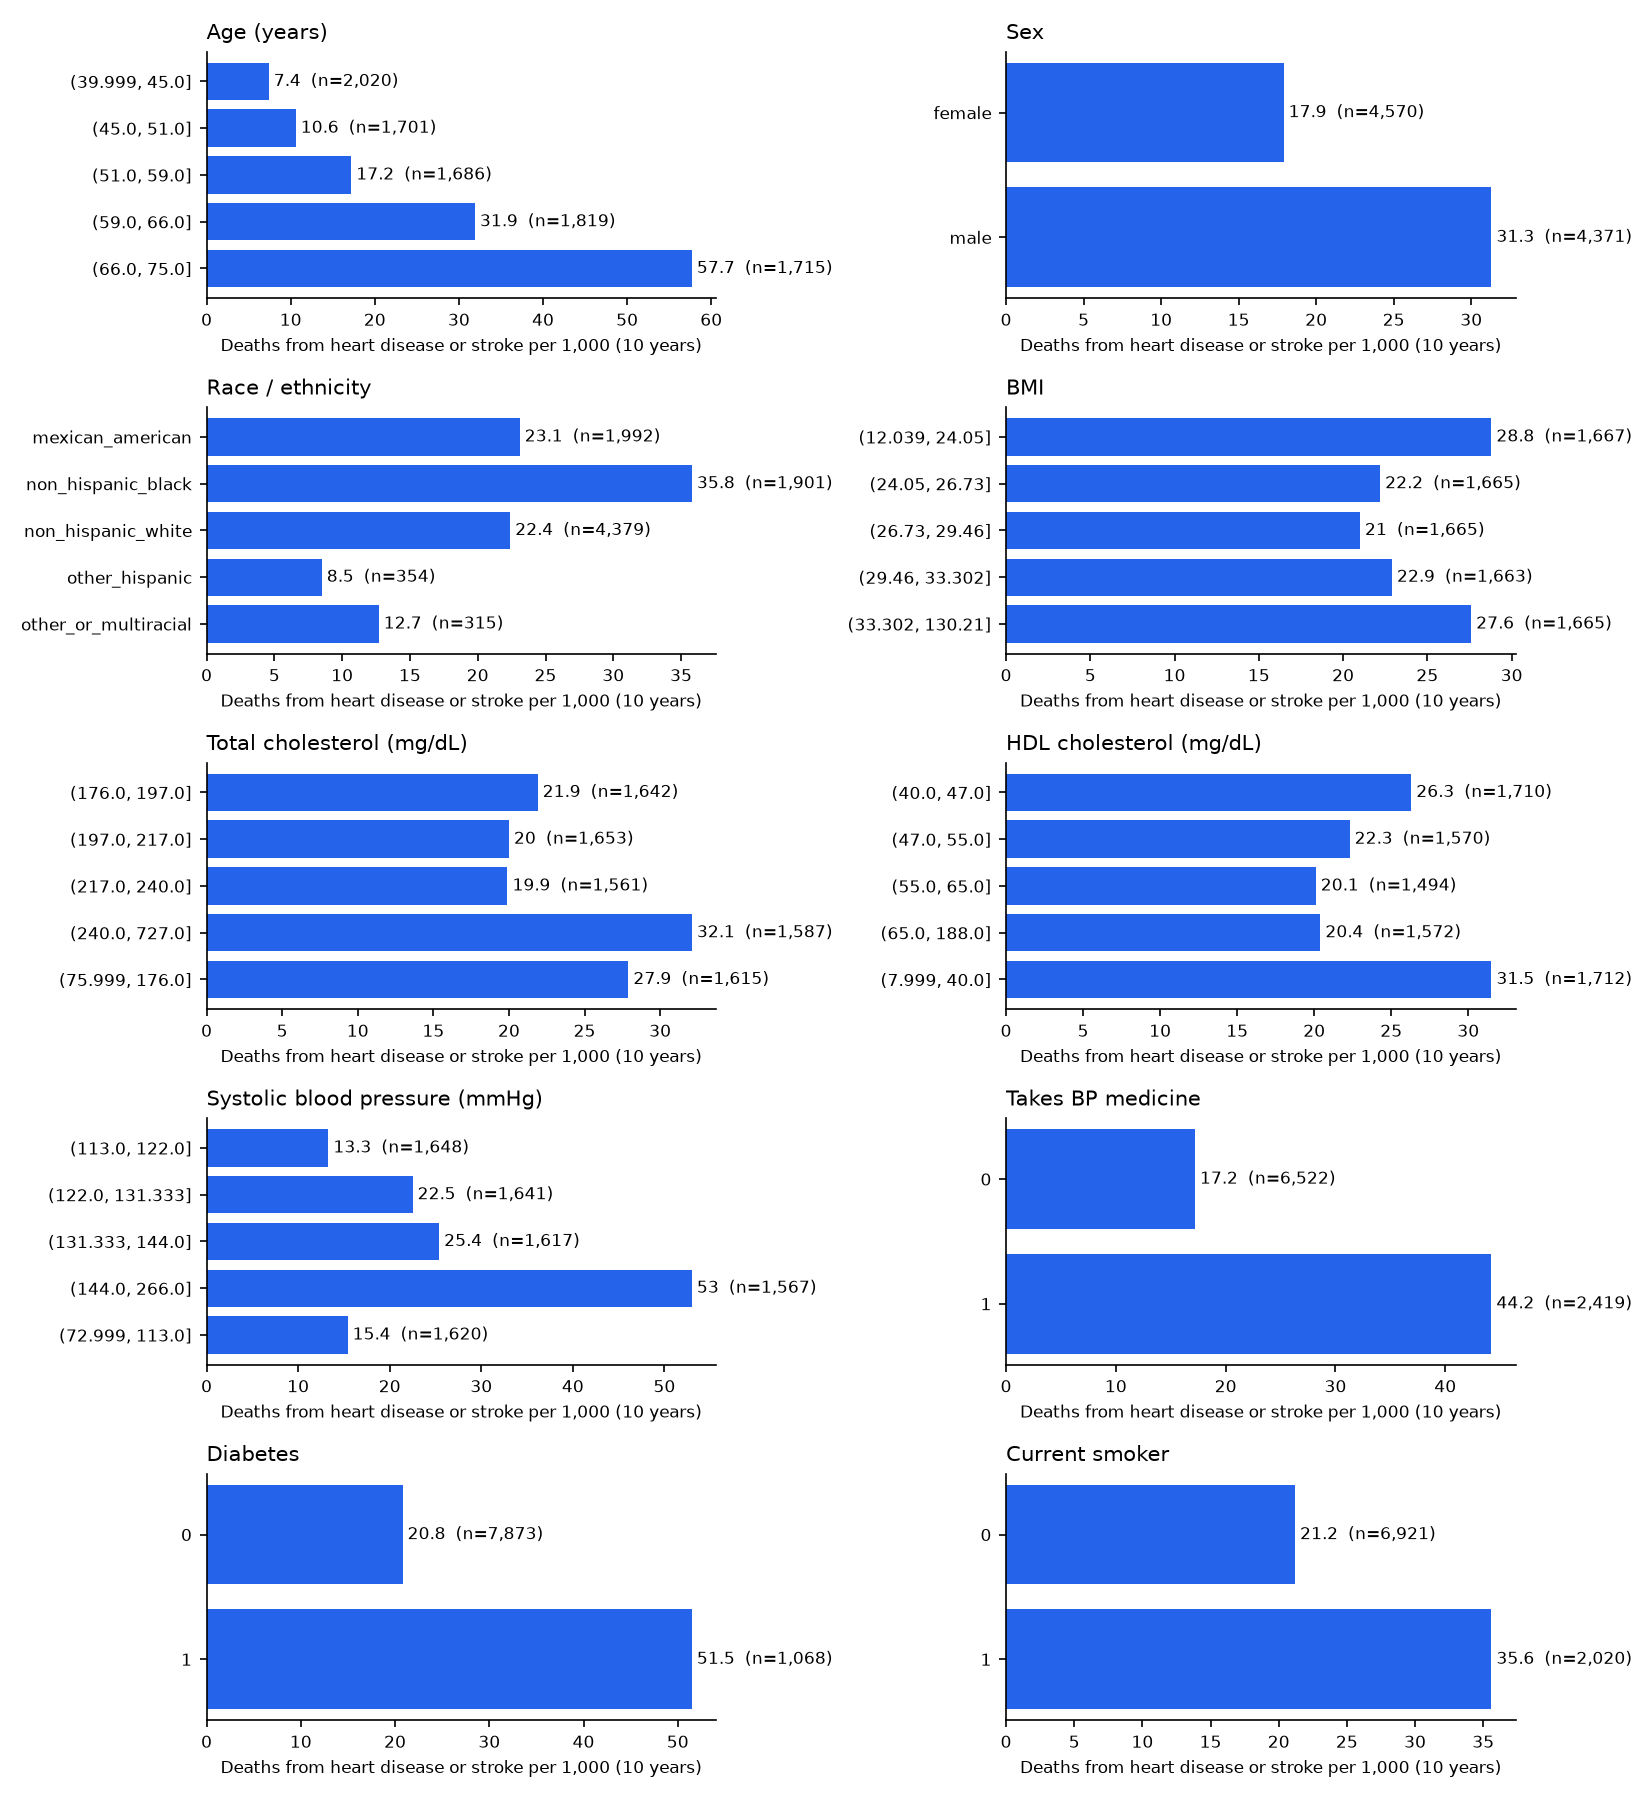 Age (years)
(39.999, 45.0]
7.4 (n=2,020)
(45.0, 51.0]
10.6 (n=1,701)
(51.0, 59.0]
17.2 (n=1,686)
(59.0, 66.0]
31.9 (n=1,819)
(66.0, 75.0]
57.7 (n=1,715)
0 10 20 30 40 50 60
Deaths from heart disease or stroke per 1,000 (10 years)
Sex
female
17.9 (n=4,570)
male
31.3 (n=4,371)
0 5 10 15 20 25 30
Deaths from heart disease or stroke per 1,000 (10 years)
Race / ethnicity
mexican_american
23.1 (n=1,992)
non_hispanic_black
35.8 (n=1,901)
non_hispanic_white
22.4 (n=4,379)
other_hispanic
8.5 (n=354)
other_or_multiracial
12.7 (n=315)
0 5 10 15 20 25 30 35
Deaths from heart disease or stroke per 1,000 (10 years)
BMI
(12.039, 24.05]
28.8 (n=1,667)
(24.05, 26.73]
22.2 (n=1,665)
(26.73, 29.46]
21 (n=1,665)
(29.46, 33.302]
22.9 (n=1,663)
(33.302, 130.21]
27.6 (n=1,665)
0 5 10 15 20 25 30
Deaths from heart disease or stroke per 1,000 (10 years)
Total cholesterol (mg/dL)
(176.0, 197.0]
21.9 (n=1,642)
(197.0, 217.0]
20 (n=1,653)
(217.0, 240.0]
19.9 (n=1,561)
(240.0, 727.0]
32.1 (n=1,587)
(75.999, 176.0]
27.9 (n=1,615)
0 5 10 15 20 25 30
Deaths from heart disease or stroke per 1,000 (10 years)
HDL cholesterol (mg/dL)
(40.0, 47.0]
26.3 (n=1,710)
(47.0, 55.0]
22.3 (n=1,570)
(55.0, 65.0]
20.1 (n=1,494)
(65.0, 188.0]
20.4 (n=1,572)
(7.999, 40.0]
31.5 (n=1,712)
0 5 10 15 20 25 30
Deaths from heart disease or stroke per 1,000 (10 years)
Systolic blood pressure (mmHg)
(113.0, 122.0]
13.3 (n=1,648)
(122.0, 131.333]
22.5 (n=1,641)
(131.333, 144.0]
25.4 (n=1,617)
(144.0, 266.0]
53 (n=1,567)
(72.999, 113.0]
15.4 (n=1,620)
0 10 20 30 40 50
Deaths from heart disease or stroke per 1,000 (10 years)
Takes BP medicine
0
17.2 (n=6,522)
1
44.2 (n=2,419)
0 10 20 30 40
Deaths from heart disease or stroke per 1,000 (10 years)
Diabetes
0
20.8 (n=7,873)
1
51.5 (n=1,068)
0 10 20 30 40 50
Deaths from heart disease or stroke per 1,000 (10 years)
Current smoker
0
21.2 (n=6,921)
1
35.6 (n=2,020)
0 5 10 15 20 25 30 35
Deaths from heart disease or stroke per 1,000 (10 years)